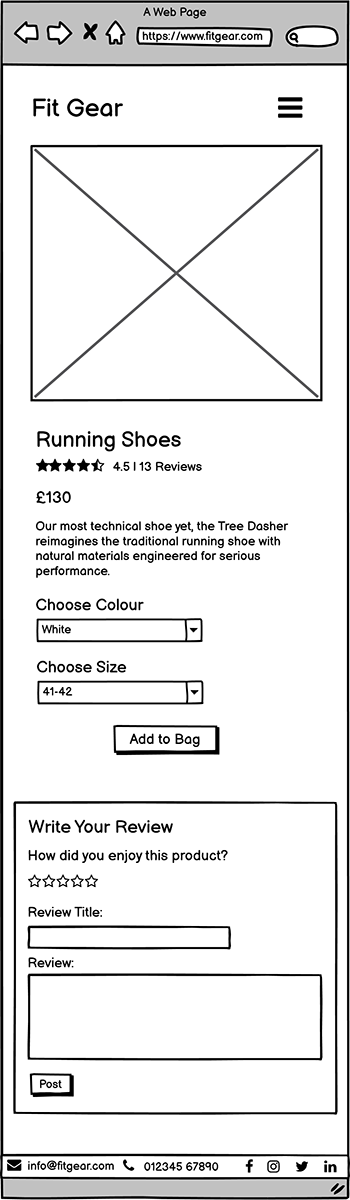 A Web Page
https://www.fitgear.com
Fit Gear
Running Shoes
4.5 | 13 Reviews
£130
Our most technical shoe yet, the Tree Dasher
reimagines the traditional running shoe with
natural materials engineered for serious
performance.
Choose Colour
White
Choose Size
41-42
Add to Bag
Write Your Review
How did you enjoy this product?
Review Title:
Review:
Post
info@fitgear.com 012345 67890